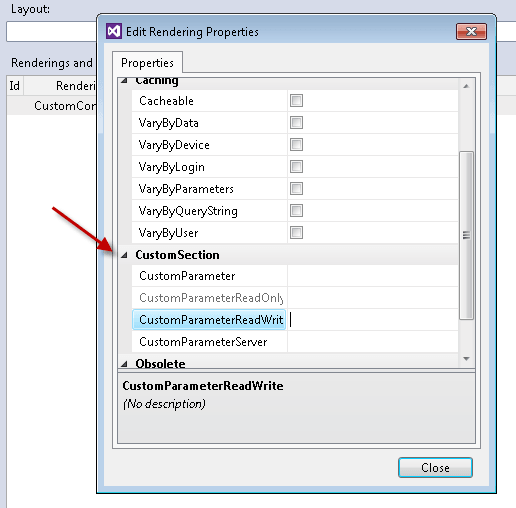 Layout:
Edit Rendering Properties
Properties
Renderings and
Id Renderi
CustomCon
Caching
Cacheable
VaryByData
VaryByDevice
VaryByLogin
VaryByParameters
VaryByQueryString
VaryByUser
CustomSection
CustomParameter
CustomParameterReadOnly
CustomParameterReadWrit
CustomParameterServer
Obsolete
CustomParameterReadWrite
(No description)
Close